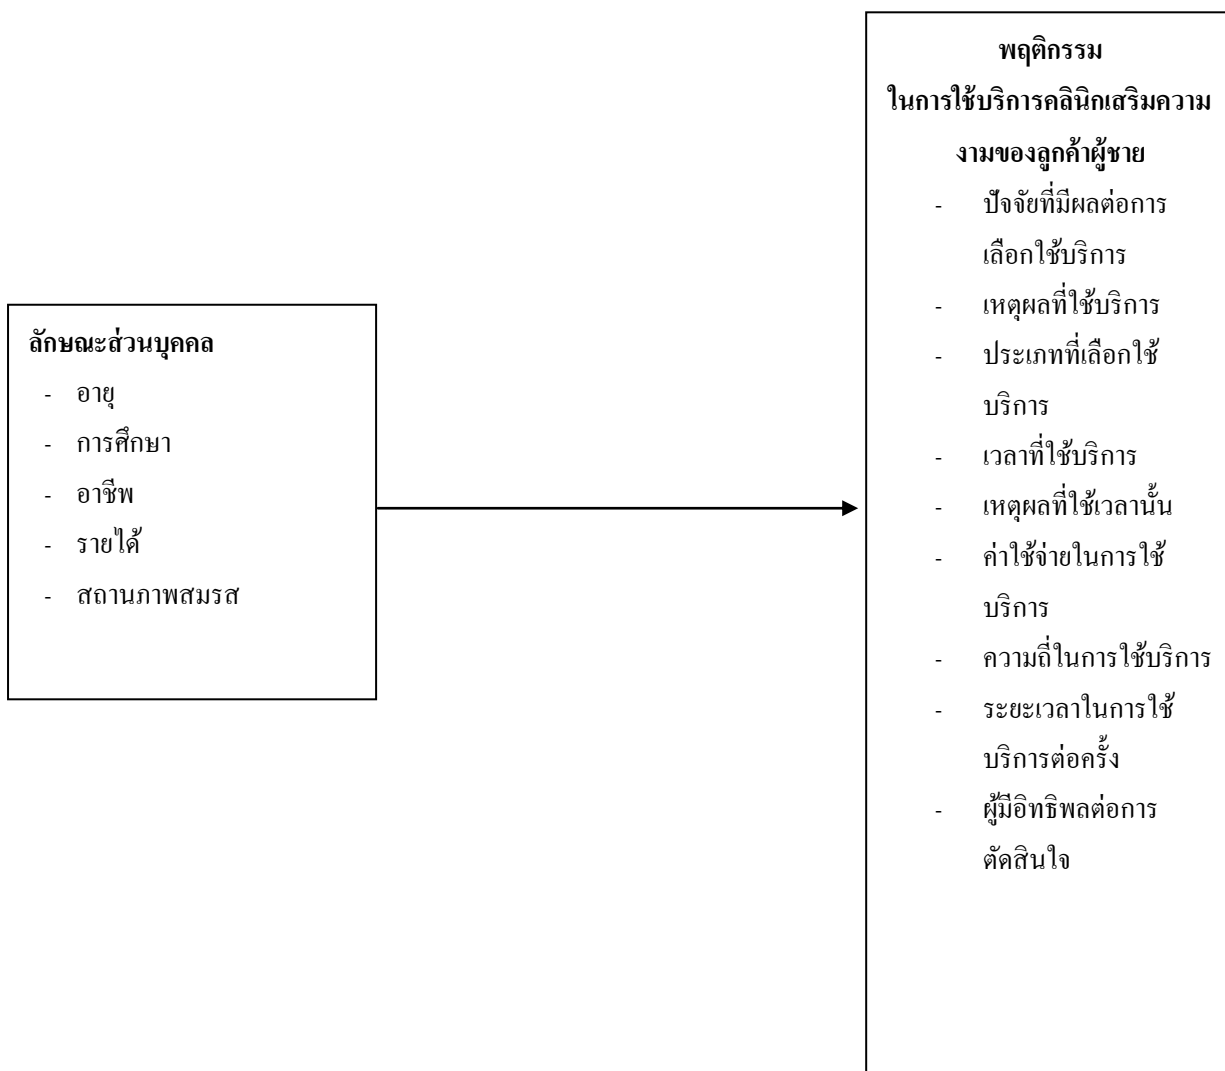 ลักษณะส่วนบุคคล
- อายุ
- การศึกษา
- อาชีพ
- รายได้
- สถานภาพสมรส
พฤติกรรม
ในการใช้บริการคลินิกเสริมความ
งามของลูกค้าผู้ชาย
- ปัจจัยที่มีผลต่อการ
เลือกใช้บริการ
- เหตุผลที่ใช้บริการ
- ประเภทที่เลือกใช้
บริการ
- เวลาที่ใช้บริการ
- เหตุผลที่ใช้เวลานั้น
- ค่าใช้จ่ายในการใช้
บริการ
- ความถี่ในการใช้บริการ
- ระยะเวลาในการใช้
บริการต่อครั้ง
- ผู้มีอิทธิพลต่อการ
ตัดสินใจ